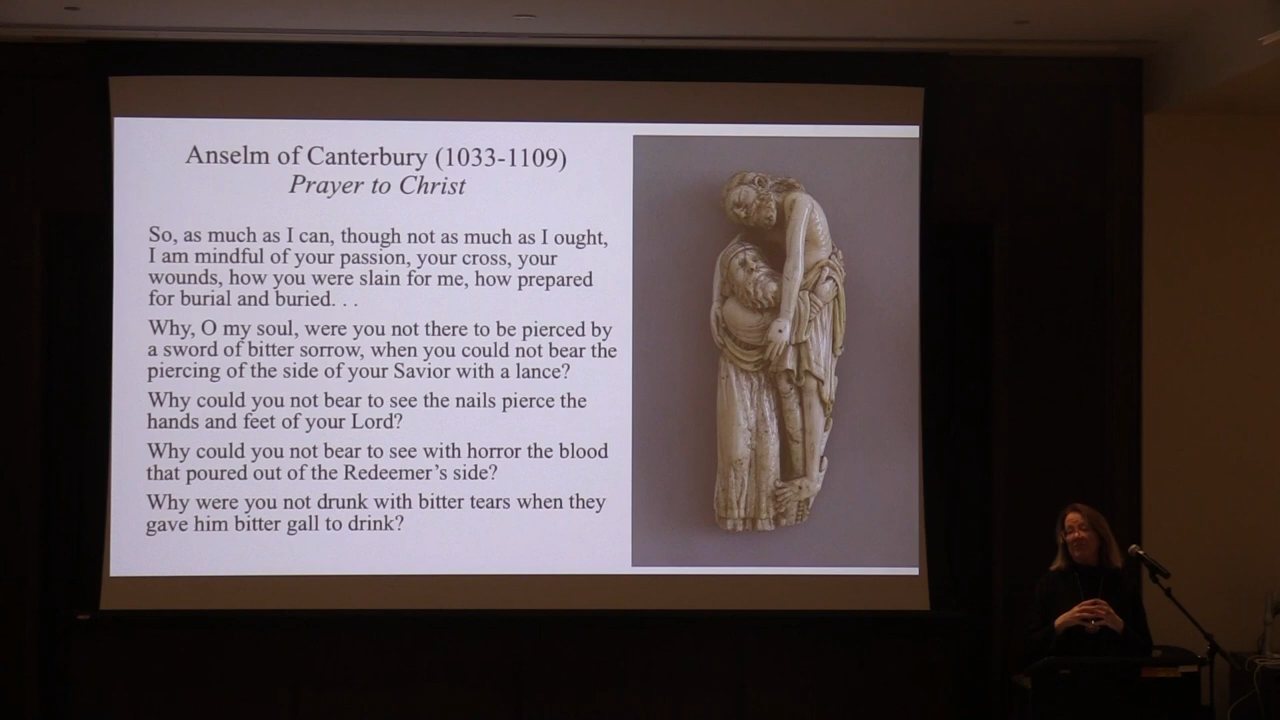 Anselm of Canterbury (1033-1109)
Prayer to Christ
So, as much as I can, though not as much as I ought,
I am mindful of your passion, your cross, your
wounds, how you were slain for me, how prepared
for burial and buried. . .
Why, O my soul, were you not there to be pierced by
a sword of bitter sorrow, when you could not bear the
piercing of the side of your Savior with a lance?
Why could you not bear to see the nails pierce the
hands and feet of your Lord?
Why could you not bear to see with horror the blood
that poured out of the Redeemer's side?
Why were you not drunk with bitter tears when they
gave him bitter gall to drink?